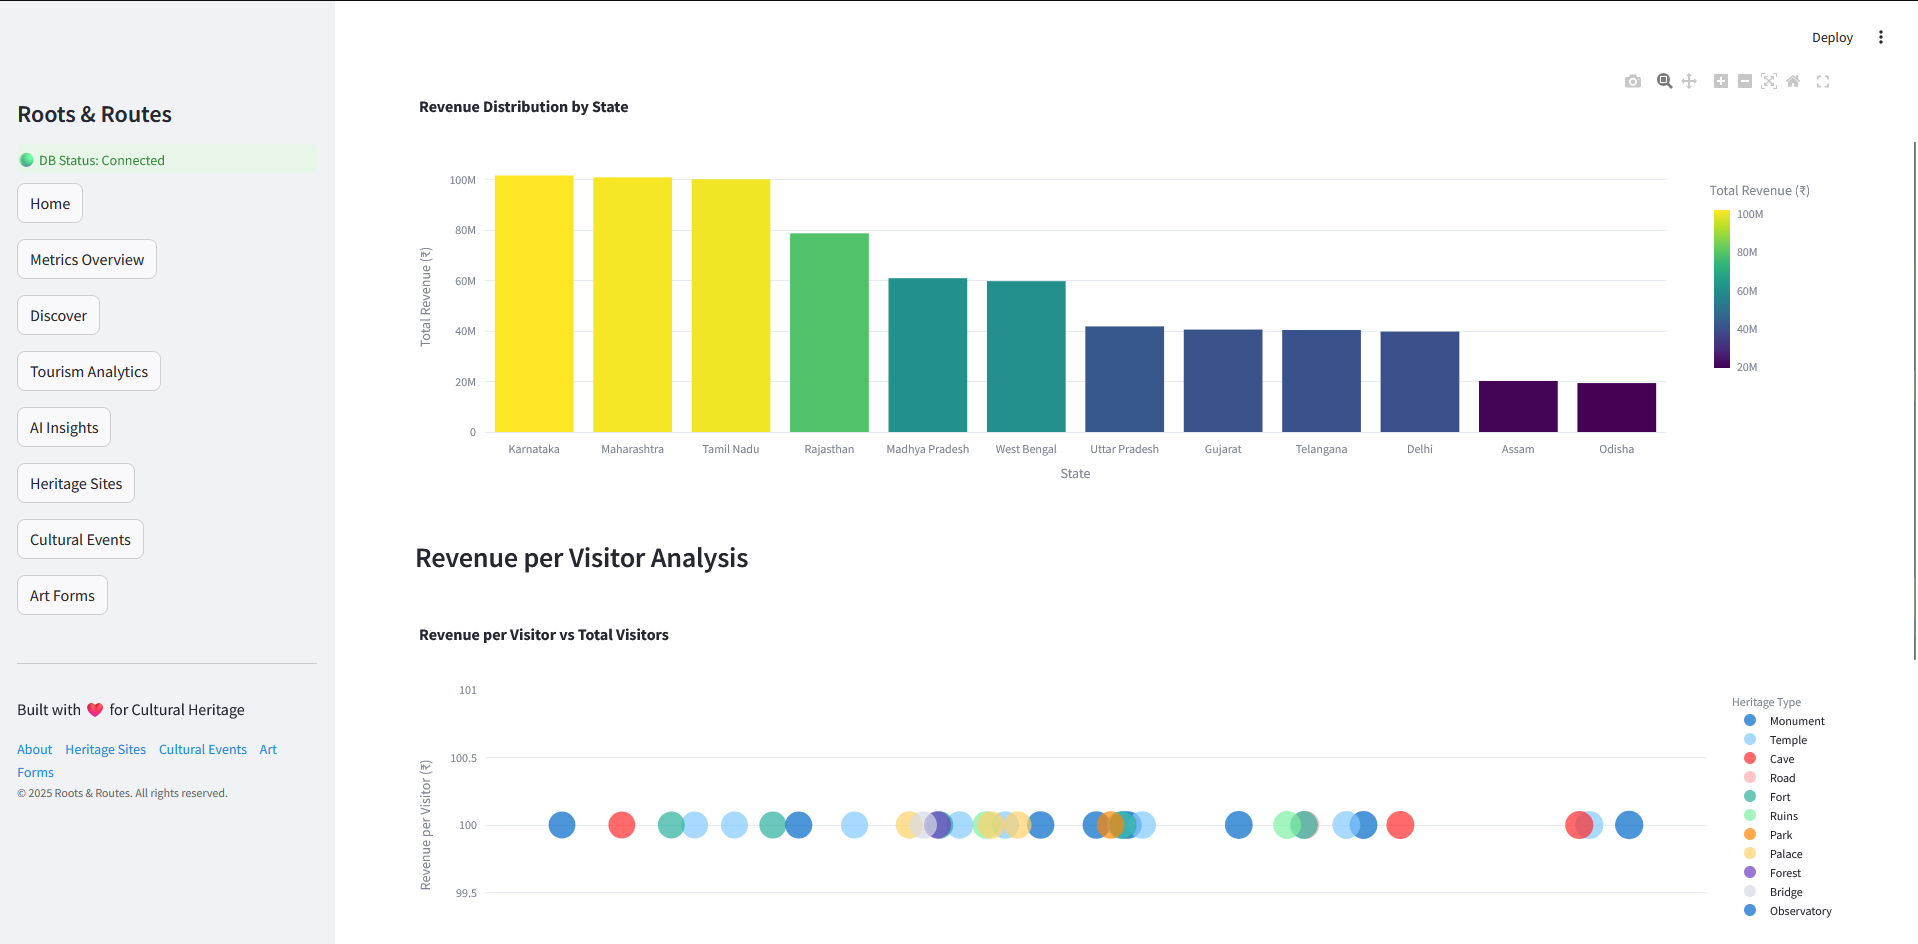 Deploy
Roots & Routes
DB Status: Connected
Home
Metrics Overview
Discover
Tourism Analytics
AI Insights
Heritage Sites
Cultural Events
Art Forms
Built with ❤️ for Cultural Heritage
About Heritage Sites Cultural Events Art
Forms
© 2025 Roots & Routes. All rights reserved.
Revenue Distribution by State
Total Revenue (₹)
100M
80M
60M
40M
20M
0
Karnataka Maharashtra Tamil Nadu Rajasthan Madhya Pradesh West Bengal Uttar Pradesh Gujarat Telangana Delhi Assam Odisha
State
Total Revenue (₹)
100M
80M
60M
40M
20M
Revenue per Visitor Analysis
Revenue per Visitor vs Total Visitors
Revenue per Visitor (₹)
101
100.5
100
99.5
Heritage Type
Monument
Temple
Cave
Road
Fort
Ruins
Park
Palace
Forest
Bridge
Observatory